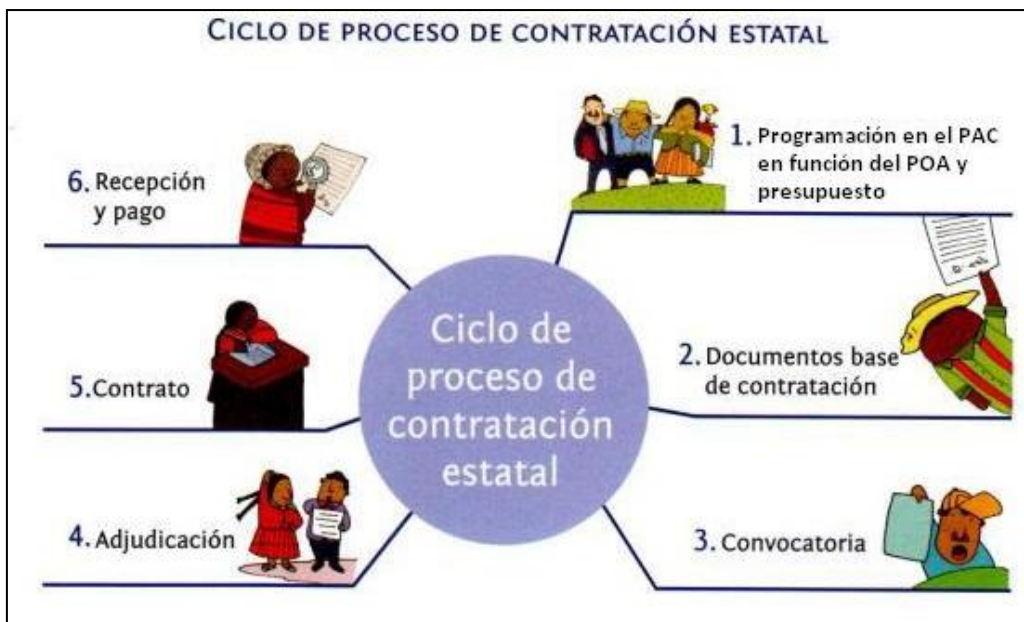 CICLO DE PROCESO DE CONTRATACIÓN ESTATAL
1. Programación en el PAC
en función del POA y
presupuesto
2. Documentos base
de contratación
3. Convocatoria
4. Adjudicación
5. Contrato
6. Recepción
y pago
Ciclo de
proceso de
contratación
estatal